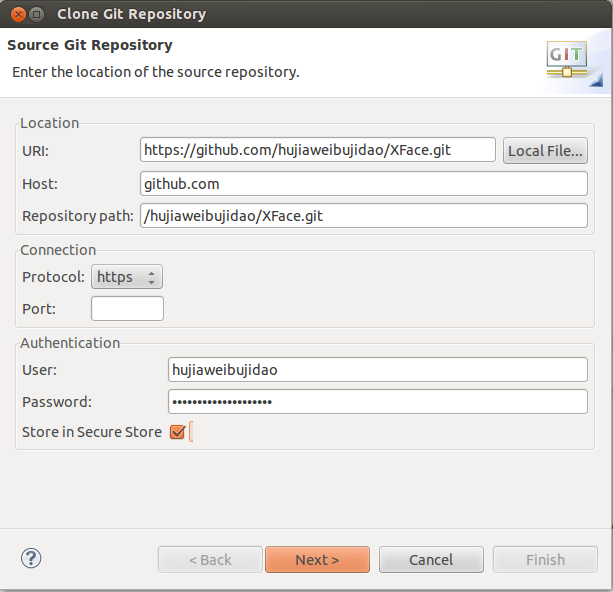 Clone Git Repository
Source Git Repository
Enter the location of the source repository.
GIT
Location
URI: https://github.com/hujiaweibujidao/XFace.git Local File...
Host: github.com
Repository path: /hujiaweibujidao/XFace.git
Connection
Protocol: https
Port:
Authentication
User: hujiaweibujidao
Password: ••••••••••••••••••••
Store in Secure Store
? < Back Next > Cancel Finish